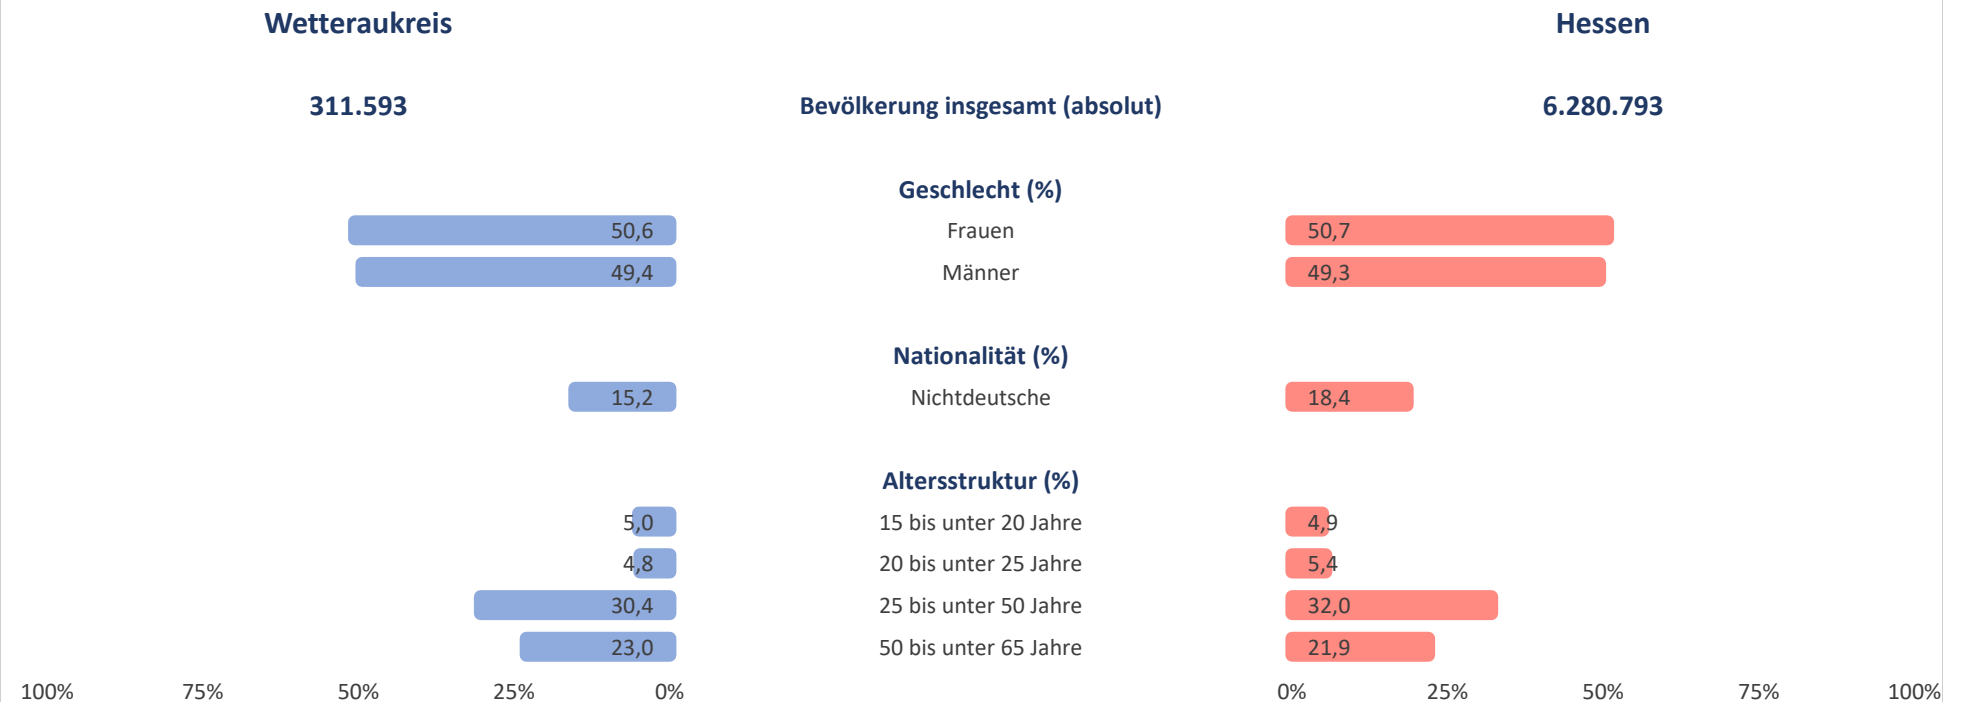 Wetteraukreis Hessen
311.593 Bevölkerung insgesamt (absolut) 6.280.793
Geschlecht (%)
50,6 Frauen 50,7
49,4 Männer 49,3
Nationalität (%)
15,2 Nichtdeutsche 18,4
Altersstruktur (%)
5,0 15 bis unter 20 Jahre 4,9
4,8 20 bis unter 25 Jahre 5,4
30,4 25 bis unter 50 Jahre 32,0
23,0 50 bis unter 65 Jahre 21,9
100% 75% 50% 25% 0% 0% 25% 50% 75% 100%